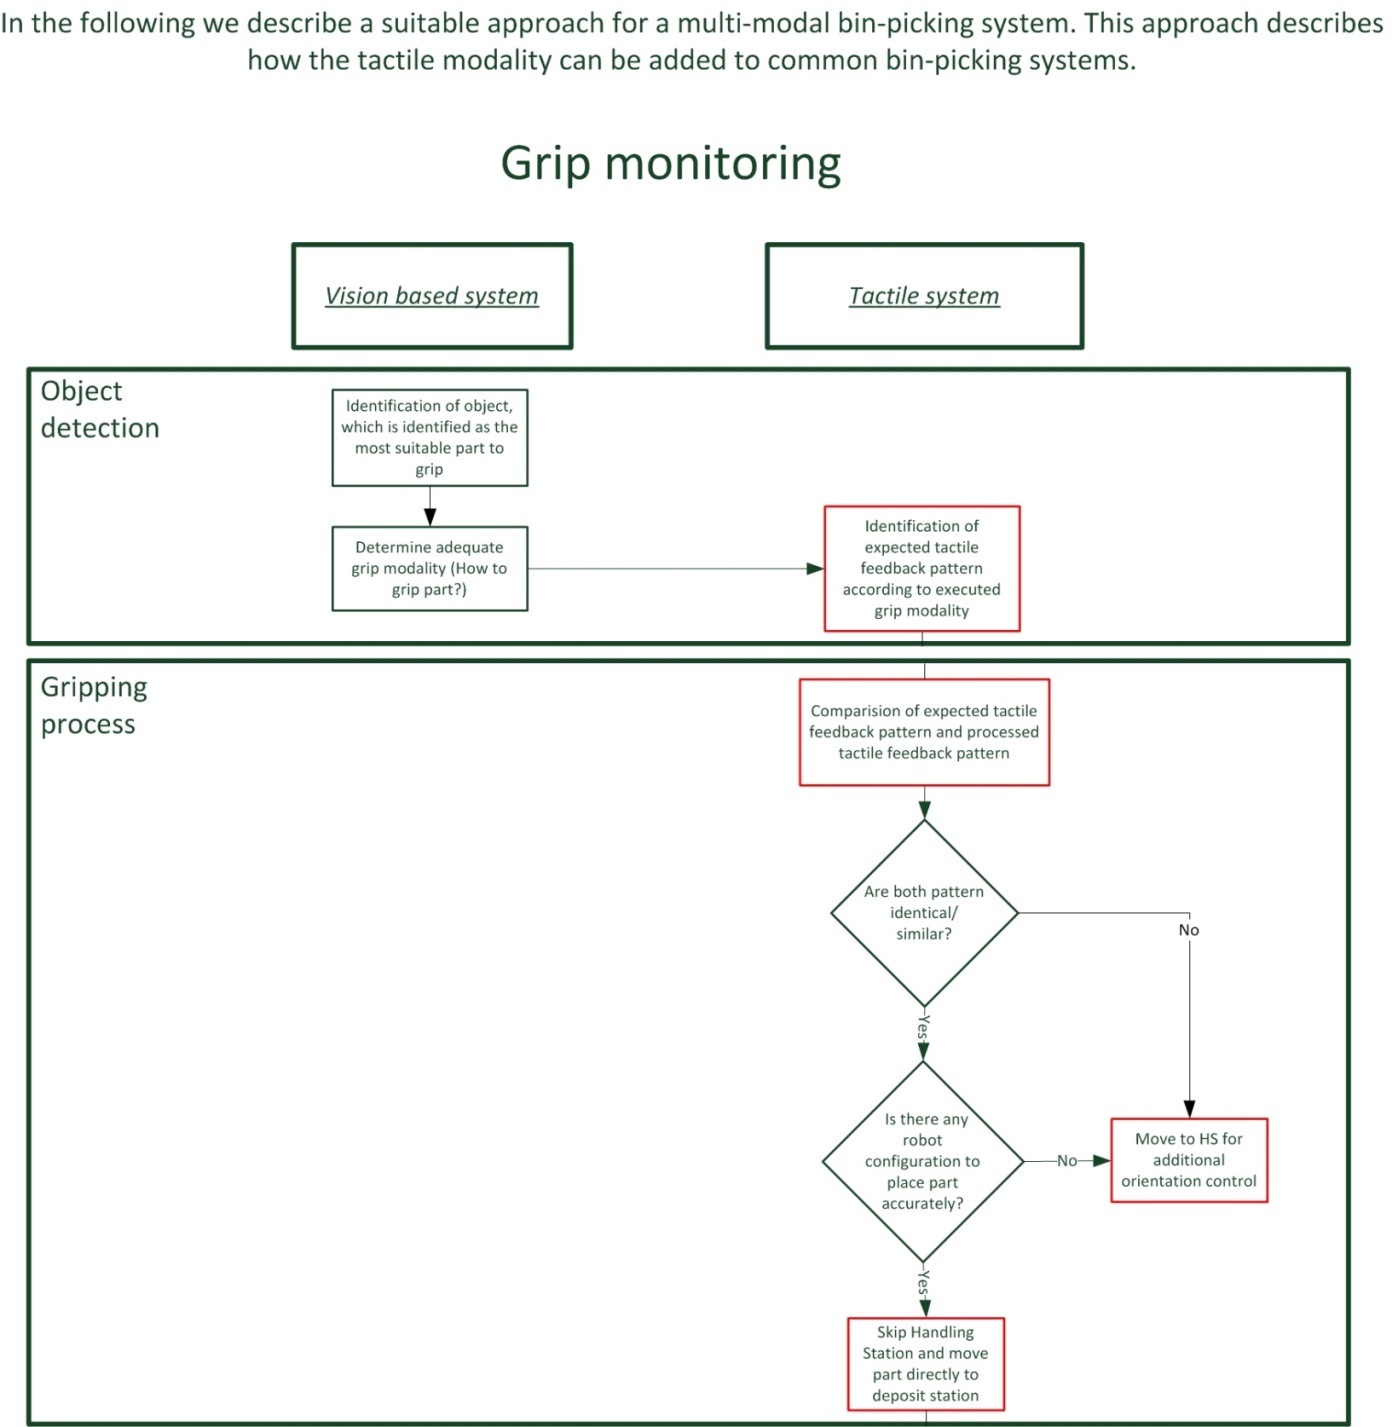 In the following we describe a suitable approach for a multi-modal bin-picking system. This approach describes
how the tactile modality can be added to common bin-picking systems.
Grip monitoring
Vision based system
Tactile system
Object
detection
Identification of object,
which is identified as the
most suitable part to
grip
Determine adequate
grip modality (How to
grip part?)
Identification of
expected tactile
feedback pattern
according to executed
grip modality
Gripping
process
Comparision of expected tactile
feedback pattern and processed
tactile feedback pattern
Are both pattern
identical/
similar?
No
Yes
Is there any
robot
configuration to
place part
accurately?
No
Move to HS for
additional
orientation control
Yes
Skip Handling
Station and move
part directly to
deposit station